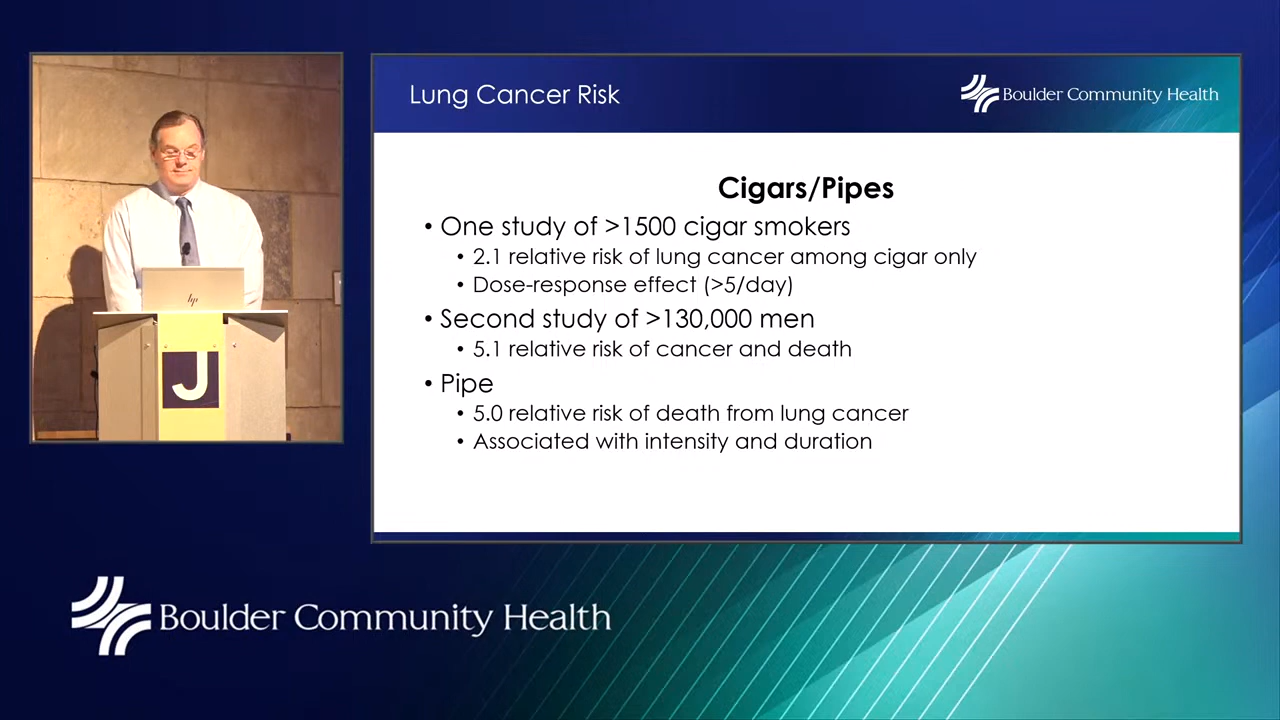 Lung Cancer Risk
Boulder Community Health
Cigars/Pipes
• One study of >1500 cigar smokers
• 2.1 relative risk of lung cancer among cigar only
• Dose-response effect (>5/day)
• Second study of >130,000 men
• 5.1 relative risk of cancer and death
• Pipe
• 5.0 relative risk of death from lung cancer
• Associated with intensity and duration
hp
J
Boulder Community Health